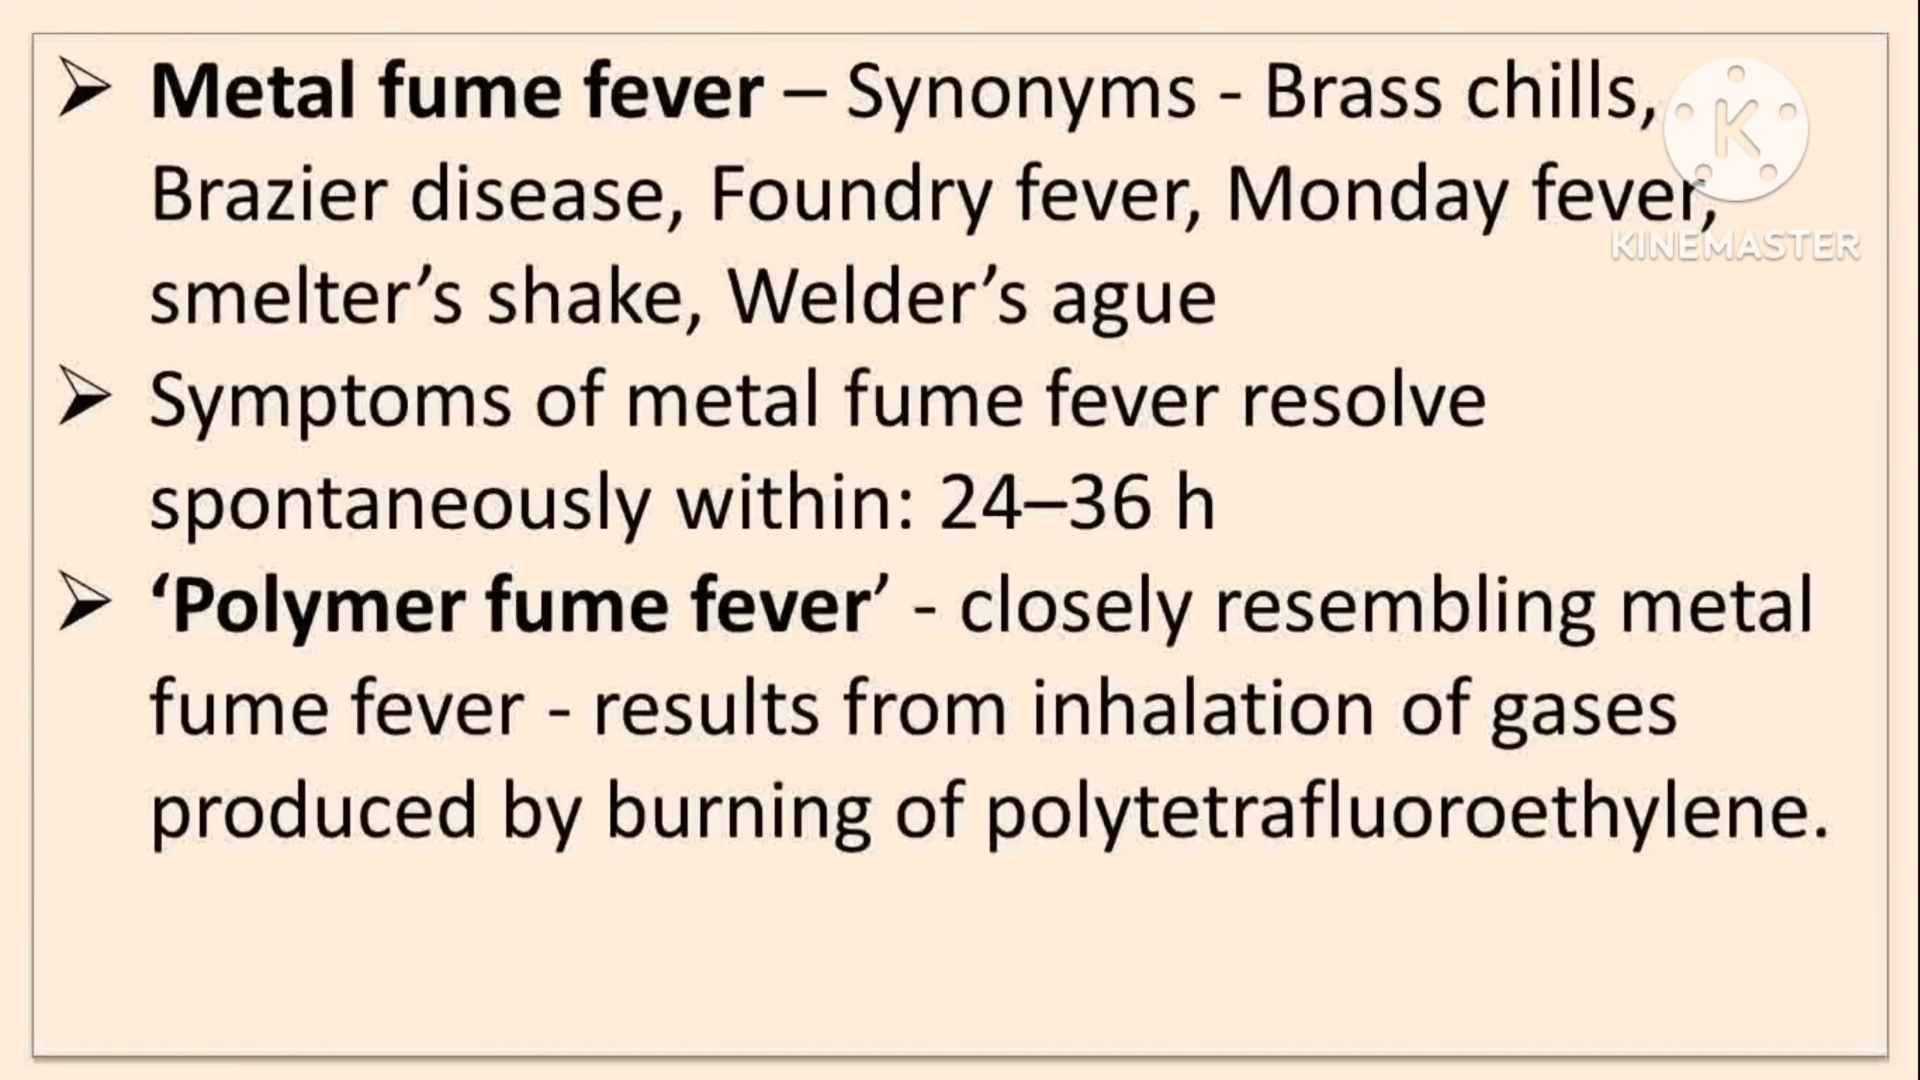 ➢ Metal fume fever – Synonyms - Brass chills,
Brazier disease, Foundry fever, Monday fever,
smelter’s shake, Welder’s ague
➢ Symptoms of metal fume fever resolve
spontaneously within: 24–36 h
➢ ‘Polymer fume fever’ - closely resembling metal
fume fever - results from inhalation of gases
produced by burning of polytetrafluoroethylene.
K
KINEMASTER